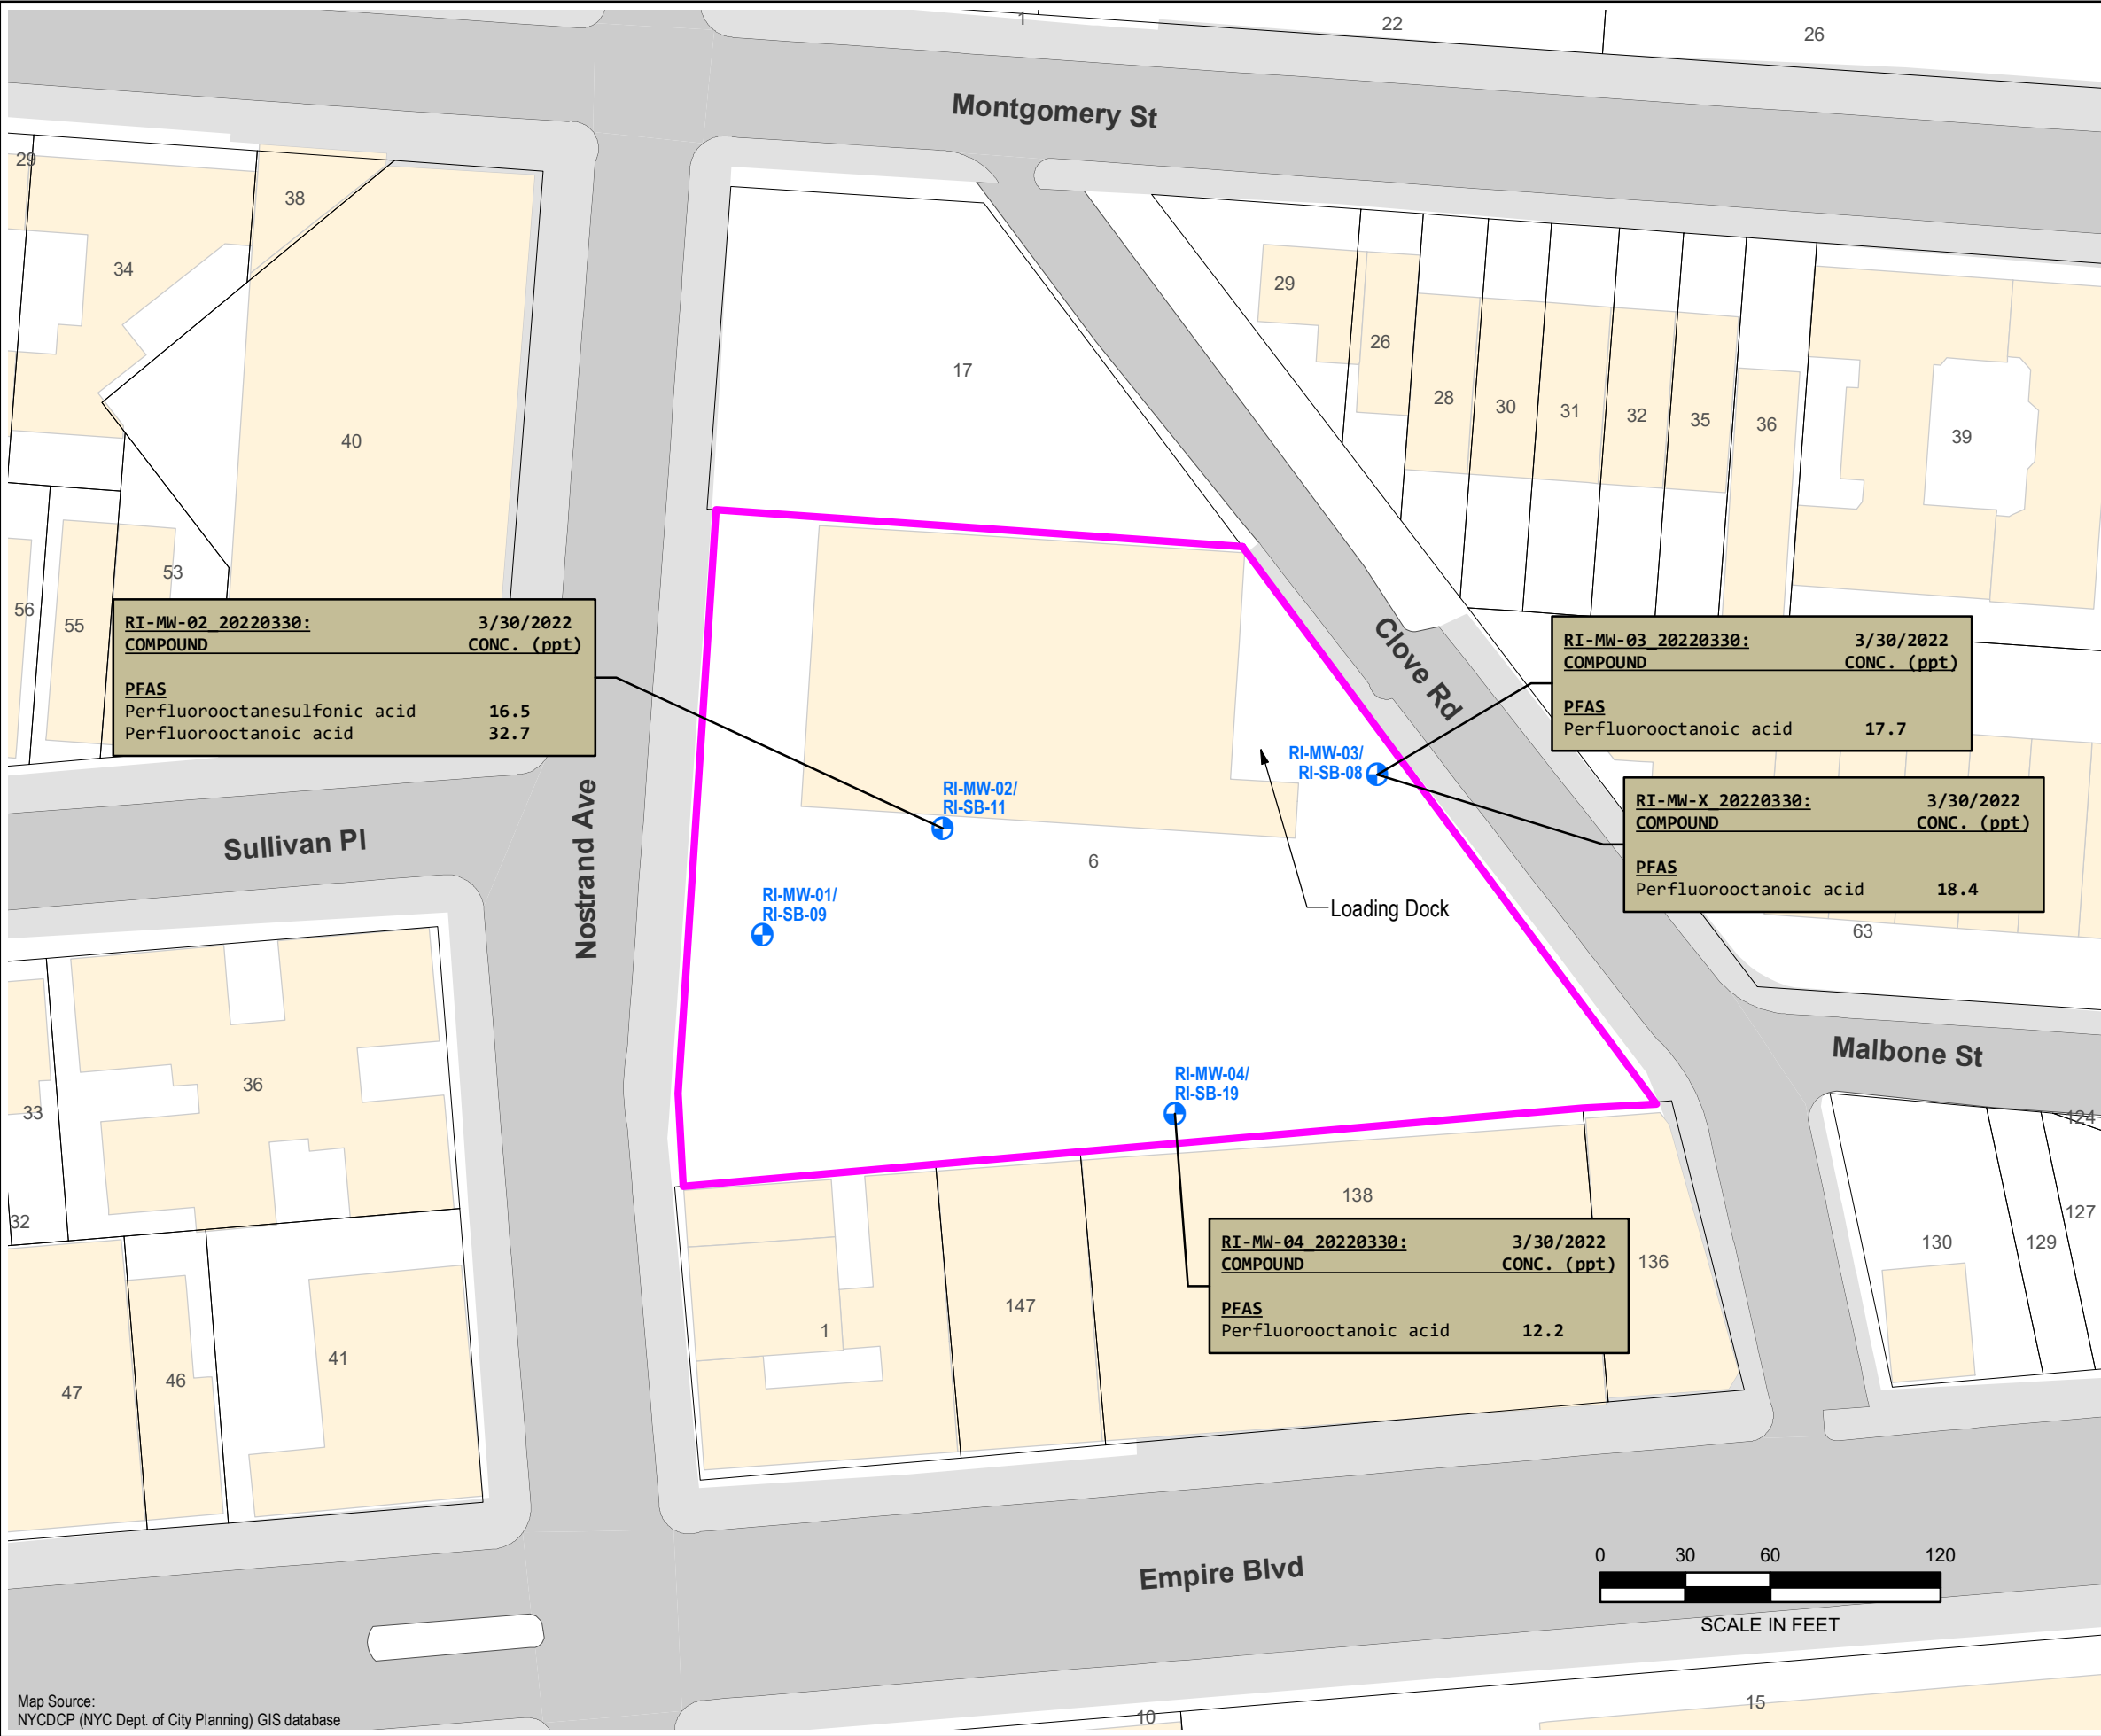 1
22
26
Montgomery St
29
38
34
40
17
29
26
28
30
31
32
35
36
39
53
56
55
RI-MW-02_20220330: 3/30/2022
COMPOUND CONC. (ppt)
PFAS
Perfluorooctanesulfonic acid 16.5
Perfluorooctanoic acid 32.7
Clove Rd
RI-MW-03_20220330: 3/30/2022
COMPOUND CONC. (ppt)
PFAS
Perfluorooctanoic acid 17.7
RI-MW-03/
RI-SB-08
RI-MW-02/
RI-SB-11
RI-MW-X_20220330: 3/30/2022
COMPOUND CONC. (ppt)
PFAS
Perfluorooctanoic acid 18.4
Sullivan Pl
Nostrand Ave
6
RI-MW-01/
RI-SB-09
Loading Dock
63
Malbone St
RI-MW-04/
RI-SB-19
36
33
32
124
127
129
130
138
RI-MW-04_20220330: 3/30/2022
COMPOUND CONC. (ppt)
PFAS
Perfluorooctanoic acid 12.2
136
147
1
41
46
47
Empire Blvd
0 30 60 120
SCALE IN FEET
Map Source:
NYCDCP (NYC Dept. of City Planning) GIS database
10
15